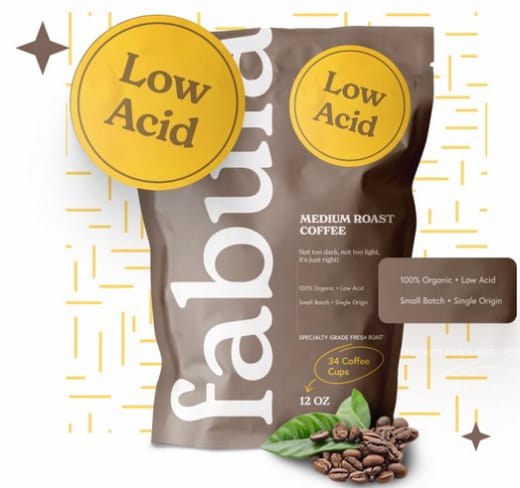 Low
Acid
fabula
Low
Acid
MEDIUM ROAST
COFFEE
Not too dark, not too light,
it's just right!
100% Organic • Low Acid
Small Batch • Single Origin
100% Organic • Low Acid
Small Batch • Single Origin
SPECIALTY GRADE FRESH ROAST
34 Coffee
Cups
12 OZ